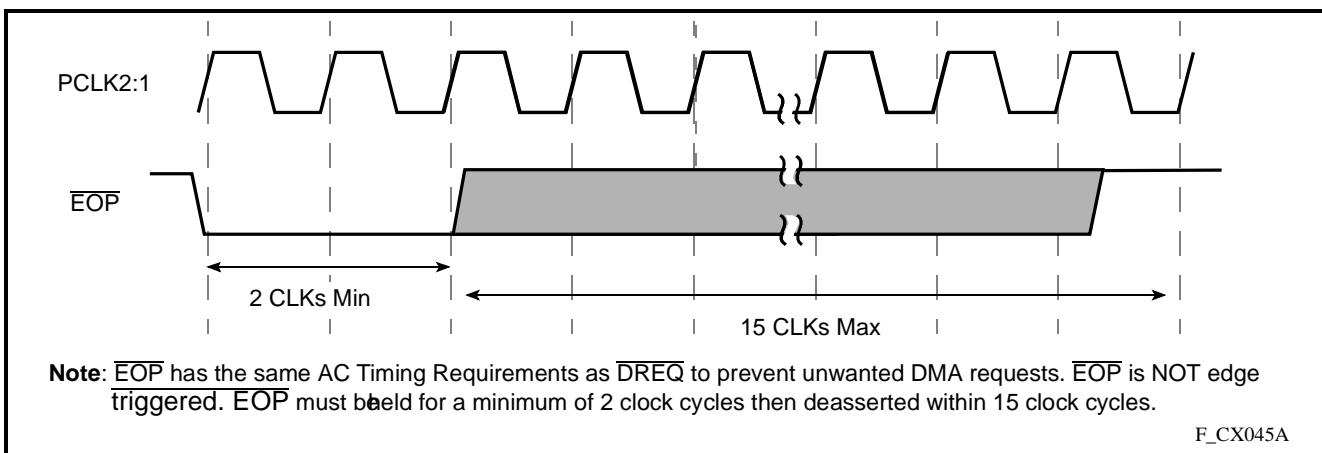 PCLK2:1
EOP
2 CLKs Min
15 CLKs Max
Note: EOP has the same AC Timing Requirements as DREQ to prevent unwanted DMA requests. EOP is NOT edge
triggered. EOP must be held for a minimum of 2 clock cycles then deasserted within 15 clock cycles.
F_CX045A